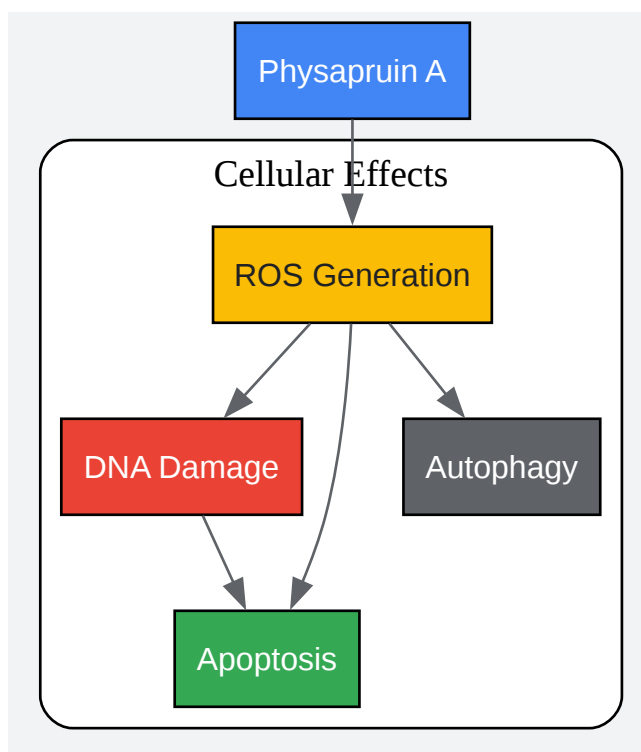 Physapruin A
Cellular Effects
ROS Generation
DNA Damage
Autophagy
Apoptosis